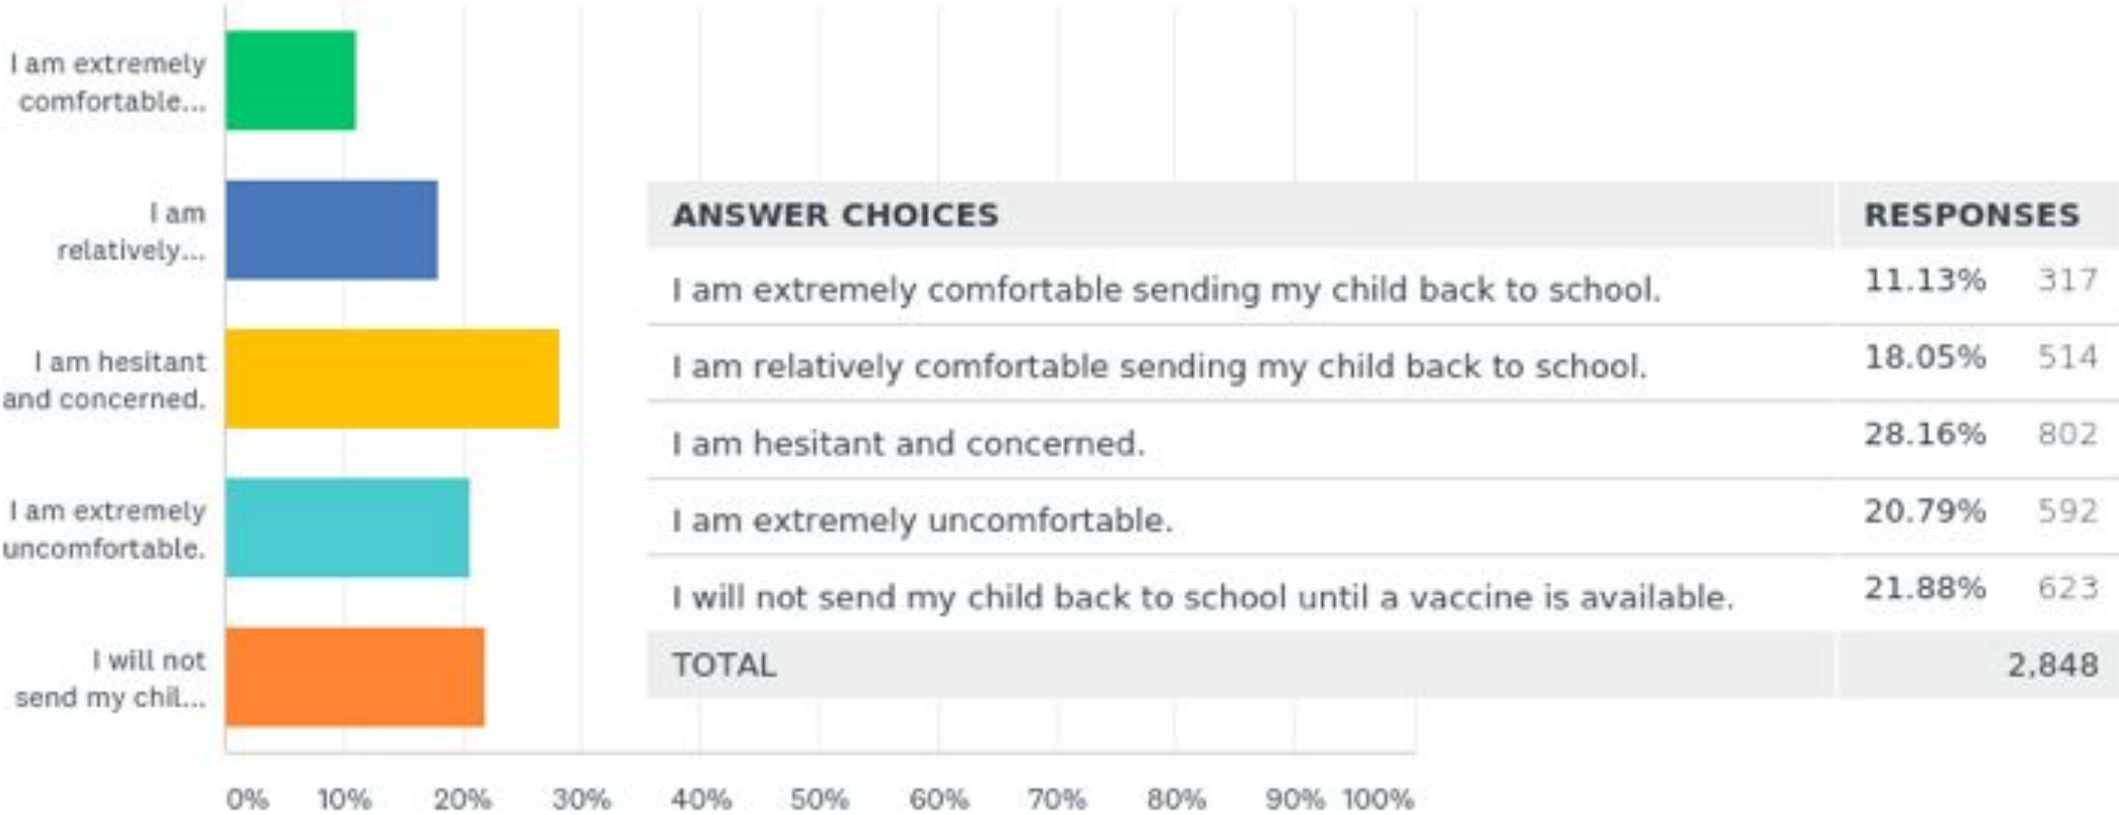 I am extremely
comfortable...
I am
relatively...
I am hesitant
and concerned.
I am extremely
uncomfortable.
I will not
send my chil...
0% 10% 20% 30% 40% 50% 60% 70% 80% 90% 100%
ANSWER CHOICES RESPONSES
I am extremely comfortable sending my child back to school. 11.13% 317
I am relatively comfortable sending my child back to school. 18.05% 514
I am hesitant and concerned. 28.16% 802
I am extremely uncomfortable. 20.79% 592
I will not send my child back to school until a vaccine is available. 21.88% 623
TOTAL 2,848